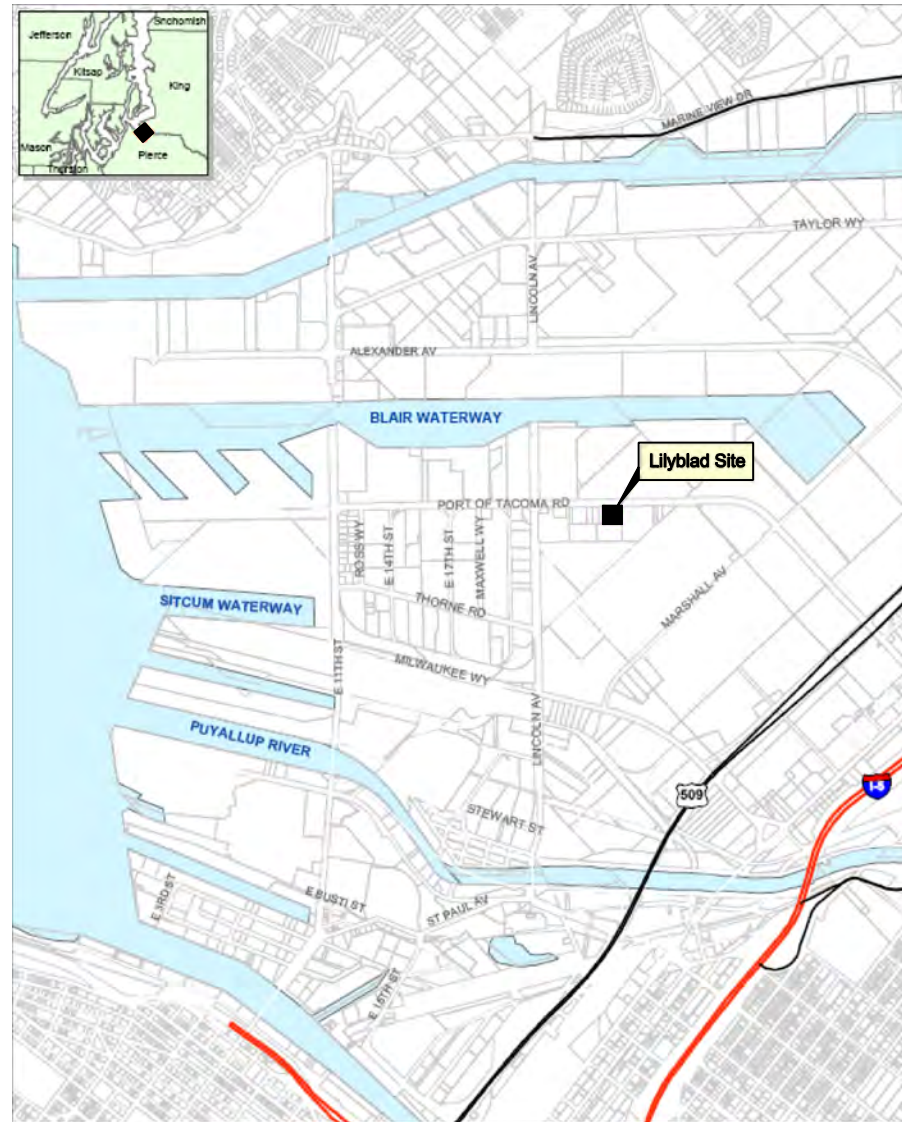 Snohomish
Jefferson
Kitsap
King
Mason
Pierce
Thurston
MARINE VIEW DR
TAYLOR WY
LINCOLN AV
ALEXANDER AV
BLAIR WATERWAY
Lilyblad Site
PORT OF TACOMA RD
ROSS WY
E 14TH ST
E 12TH ST
MAXWELL WY
MARSHALL AV
SITCUM WATERWAY
THORNE RD
E 11TH ST
MILWAUKEE WY
LINCOLN AV
PUYALLUP RIVER
509
I-5
STEWART ST
E 3RD ST
E BUSTI ST
ST PAUL AV
E 15TH ST